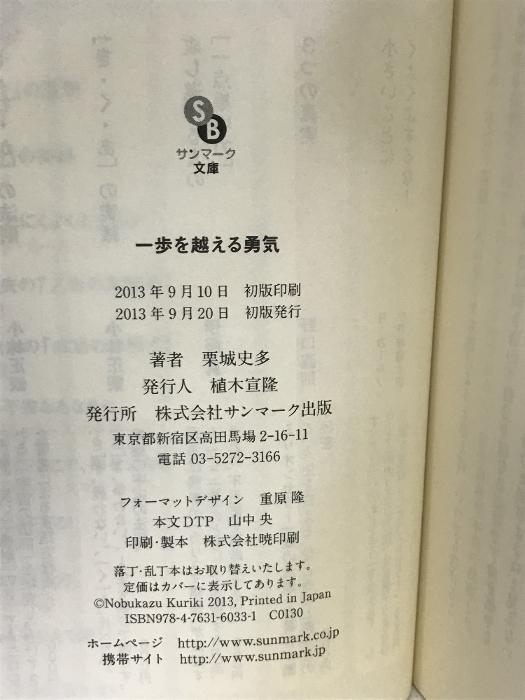 SB
サンマーク
文庫
一歩を越える勇気
2013年9月10日 初版印刷
2013年9月20日 初版発行
著者 栗城史多
発行人 植木宣隆
発行所 株式会社サンマーク出版
東京都新宿区高田馬場2-16-11
電話 03-5272-3166
フォーマットデザイン 重原 隆
本文DTP 山中 央
印刷・製本 株式会社暁印刷
落丁・乱丁本はお取り替えいたします。
定価はカバーに表示してあります。
©Nobukazu Kuriki 2013, Printed in Japan
ISBN978-4-7631-6033-1 C0130
ホームページ http://www.sunmark.co.jp
携帯サイト http://www.sunmark.jp